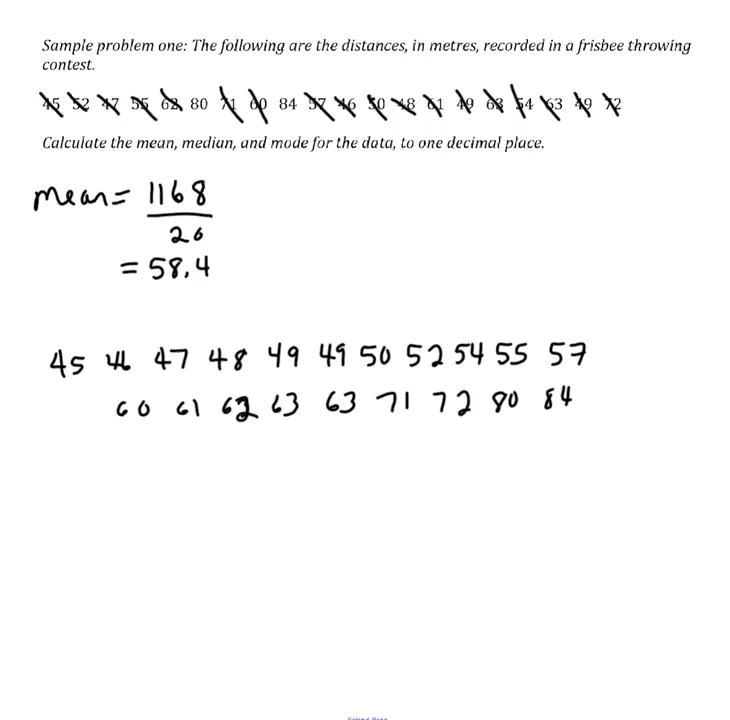 Sample problem one: The following are the distances, in metres, recorded in a frisbee throwing
contest.
45 52 47 55 62 80 71 60 84 57 46 50 48 61 49 63 54 63 49 72
Calculate the mean, median, and mode for the data, to one decimal place.
mean = 1168
20
= 58.4
45 46 47 48 49 49 50 52 54 55 57
60 61 62 63 63 71 72 80 84